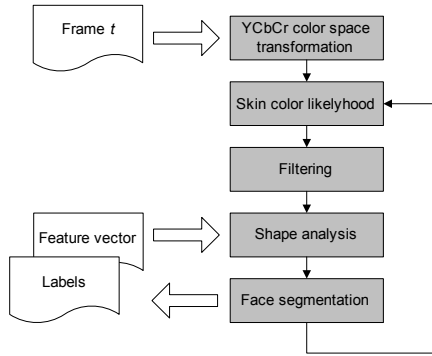 Frame t
YCbCr color space
transformation
Skin color likelyhood
Filtering
Feature vector
Shape analysis
Labels
Face segmentation